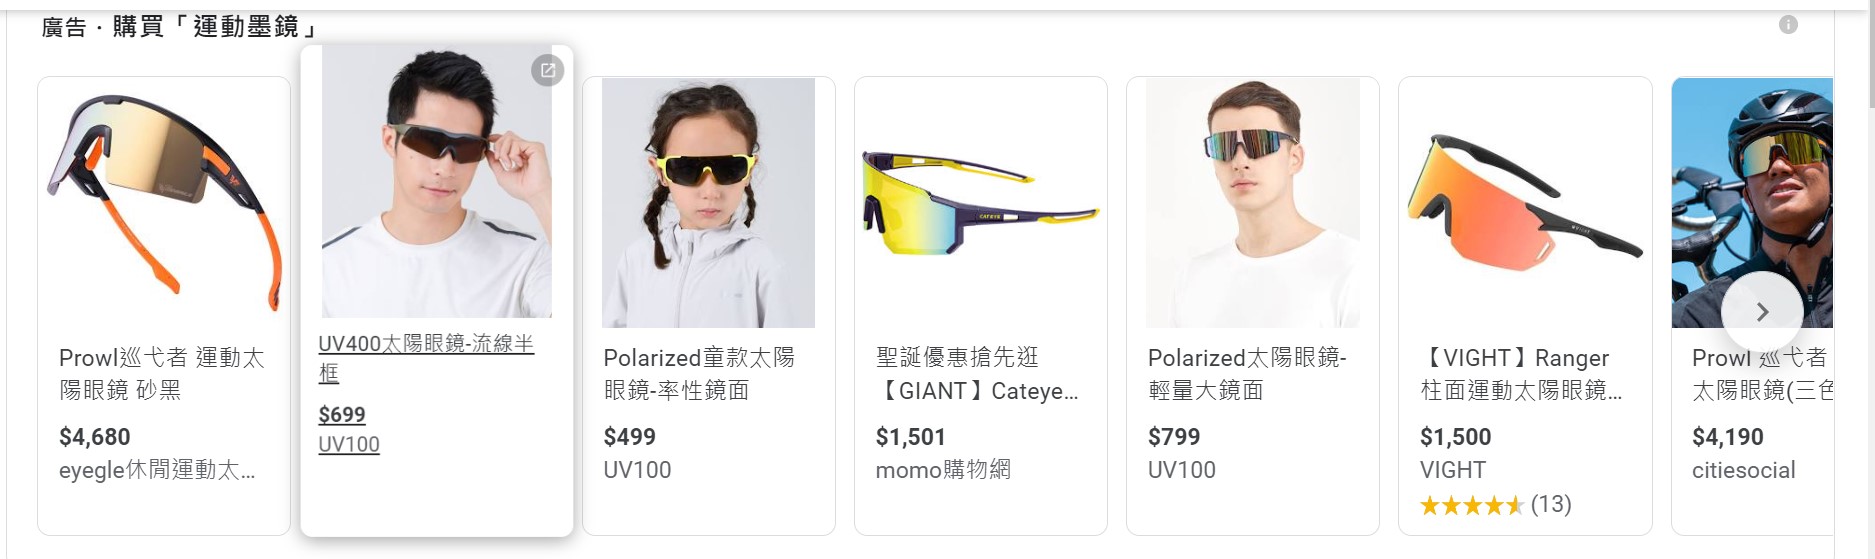 廣告 · 購買「運動墨鏡」
Prowl巡弋者 運動太
陽眼鏡 砂黑
$4,680
eyegle休閒運動太...
UV400太陽眼鏡-流線半
框
$699
UV100
Polarized童款太陽
眼鏡-率性鏡面
$499
UV100
CATEYE
聖誕優惠搶先逛
【GIANT】Cateye...
$1,501
momo購物網
Polarized太陽眼鏡-
輕量大鏡面
$799
UV100
【VIGHT】Ranger
柱面運動太陽眼鏡...
$1,500
VIGHT
(13)
Prowl 巡弋者
太陽眼鏡(三色
$4,190
citiesocial